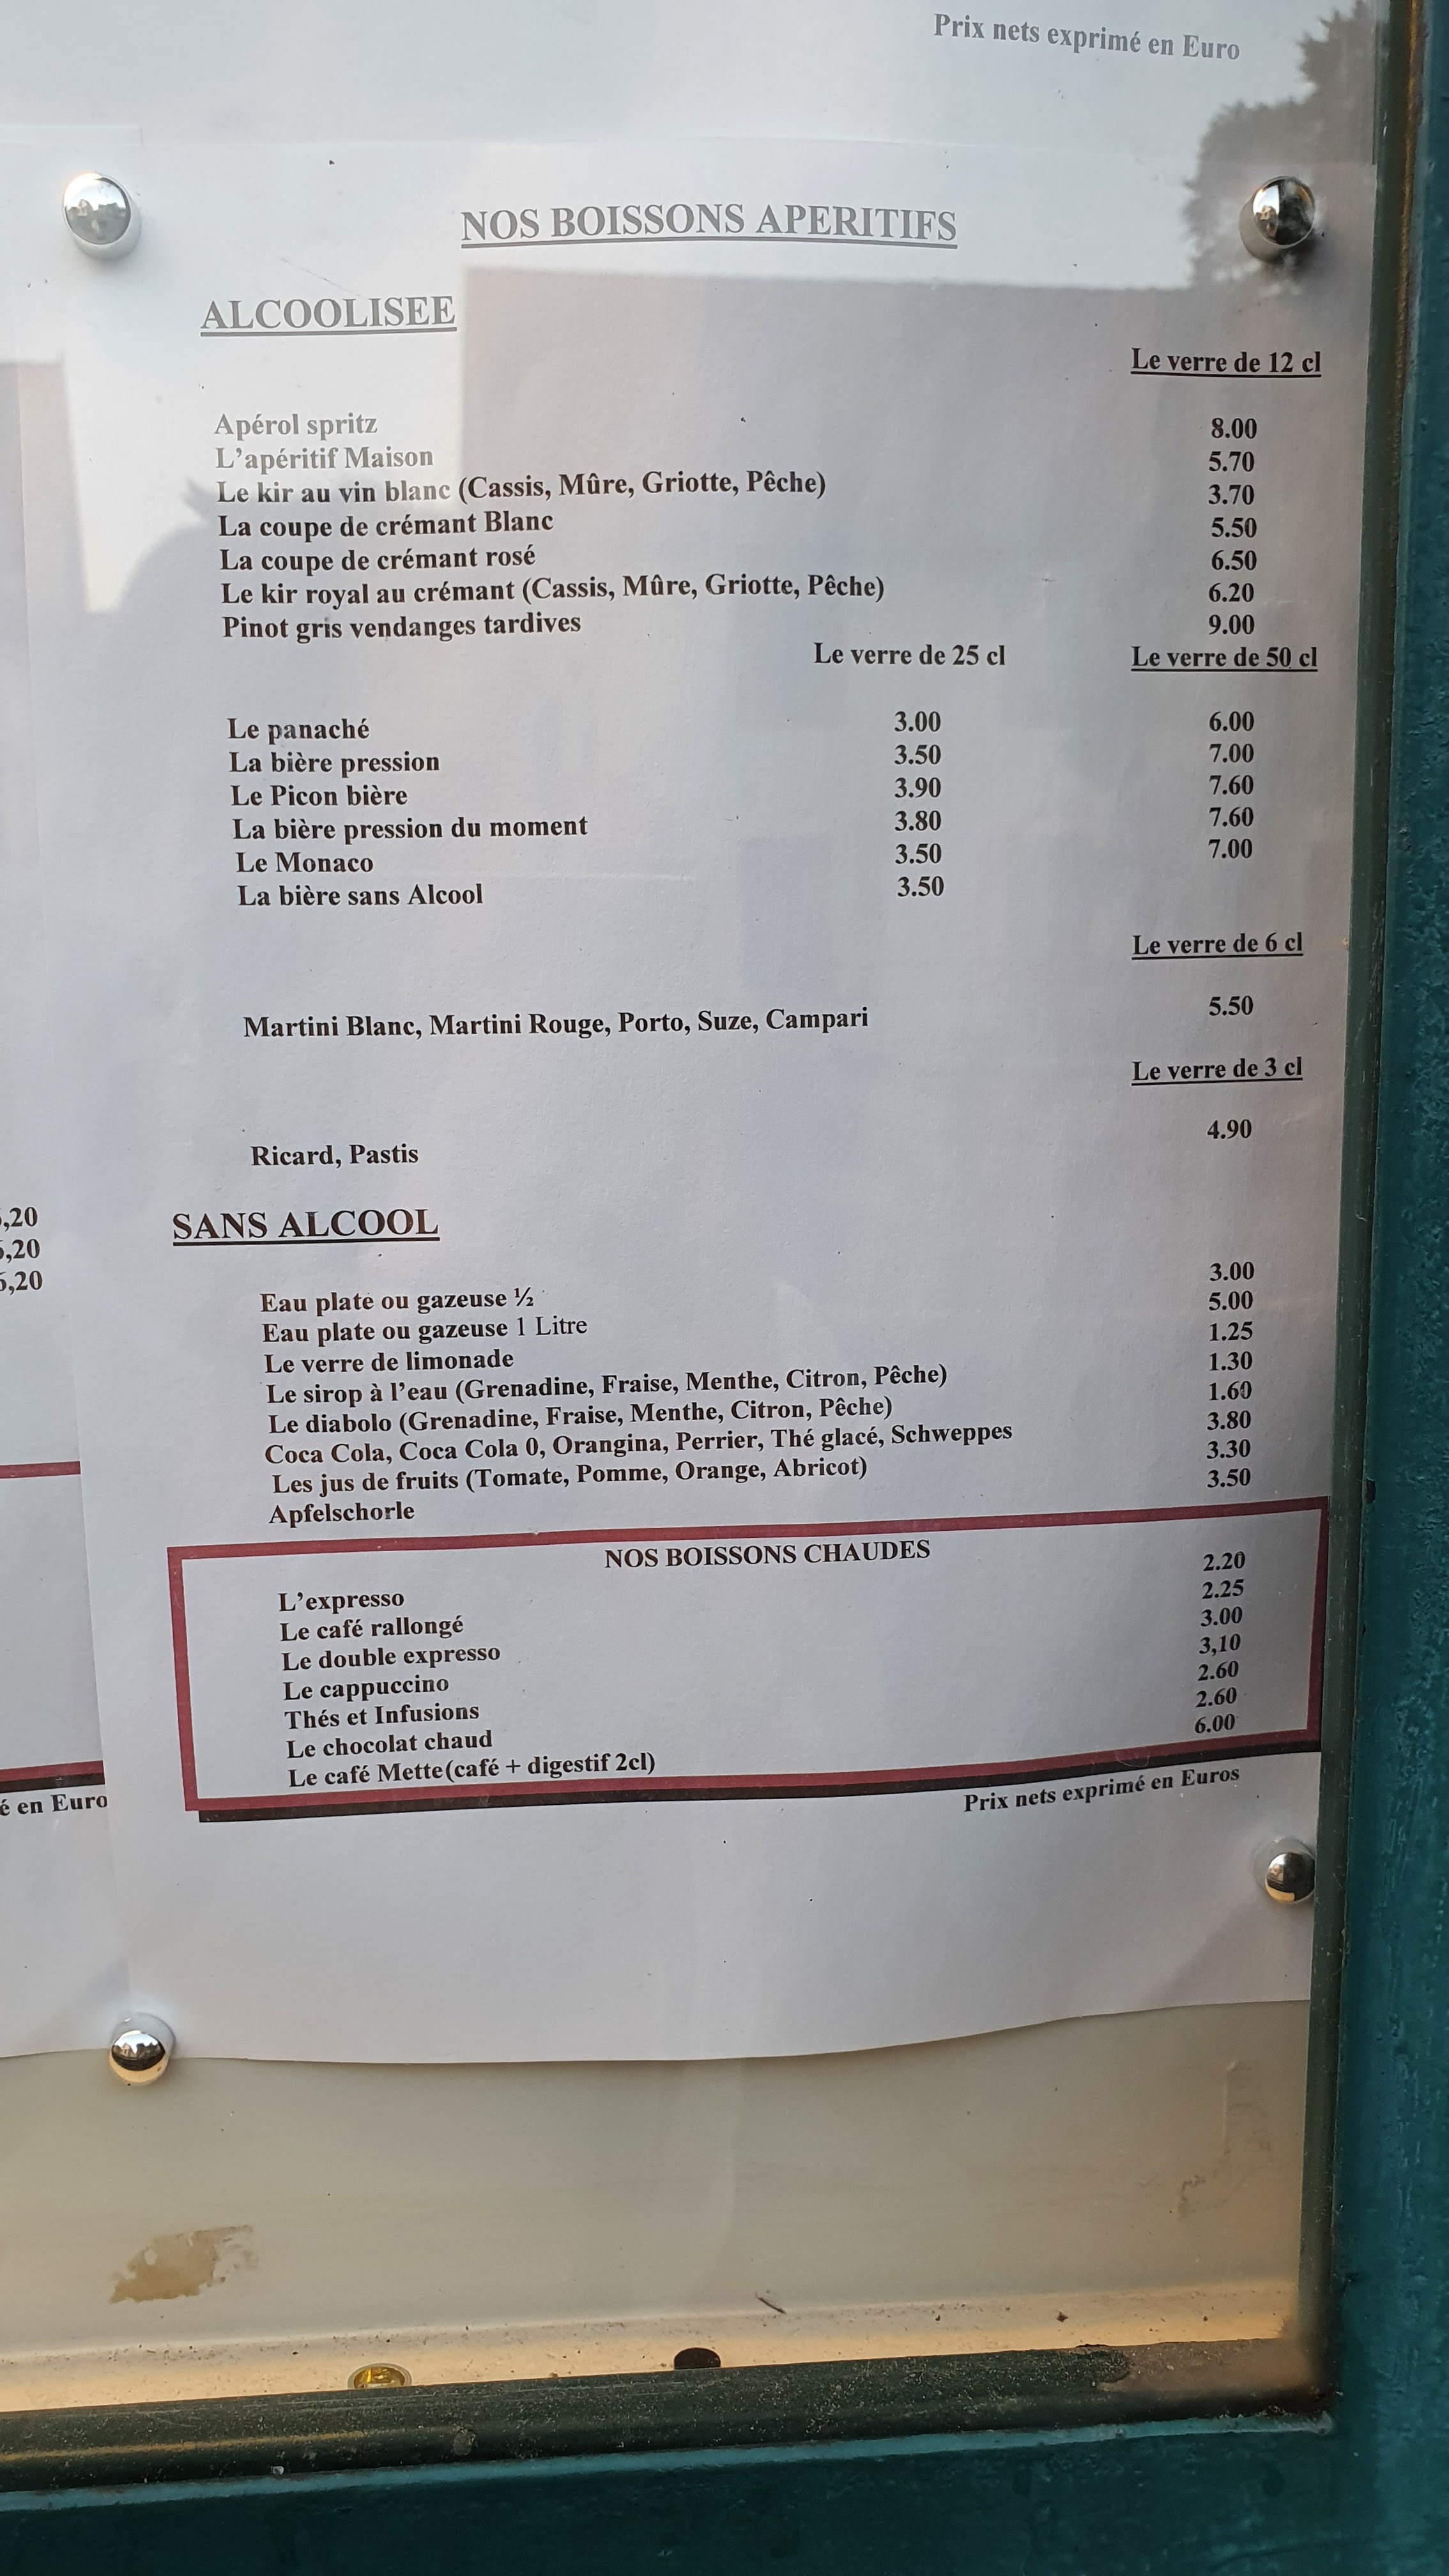 Prix nets exprimé en Euro
NOS BOISSONS APERITIFS
ALCOOLISEE
Le verre de 12 cl
Apérol spritz 8.00
L'apéritif Maison 5.70
Le kir au vin blanc (Cassis, Mûre, Griotte, Pêche) 3.70
La coupe de crémant Blanc 5.50
La coupe de crémant rosé 6.50
Le kir royal au crémant (Cassis, Mûre, Griotte, Pêche) 6.20
Pinot gris vendanges tardives 9.00
Le verre de 25 cl Le verre de 50 cl
Le panaché 3.00 6.00
La bière pression 3.50 7.00
Le Picon bière 3.90 7.60
La bière pression du moment 3.80 7.60
Le Monaco 3.50 7.00
La bière sans Alcool 3.50
Le verre de 6 cl
Martini Blanc, Martini Rouge, Porto, Suze, Campari 5.50
Le verre de 3 cl
Ricard, Pastis 4.90
SANS ALCOOL
Eau plate ou gazeuse ½ 3.00
Eau plate ou gazeuse 1 Litre 5.00
Le verre de limonade 1.25
Le sirop à l'eau (Grenadine, Fraise, Menthe, Citron, Pêche) 1.30
Le diabolo (Grenadine, Fraise, Menthe, Citron, Pêche) 1.60
Coca Cola, Coca Cola 0, Orangina, Perrier, Thé glacé, Schweppes 3.80
Les jus de fruits (Tomate, Pomme, Orange, Abricot) 3.30
Apfelschorle 3.50
NOS BOISSONS CHAUDES
L'expresso 2.20
Le café rallongé 2.25
Le double expresso 3.00
Le cappuccino 3,10
Thés et Infusions 2.60
Le chocolat chaud 2.60
Le café Mette(café + digestif 2cl) 6.00
Prix nets exprimé en Euros
,20
,20
,20
é en Euro